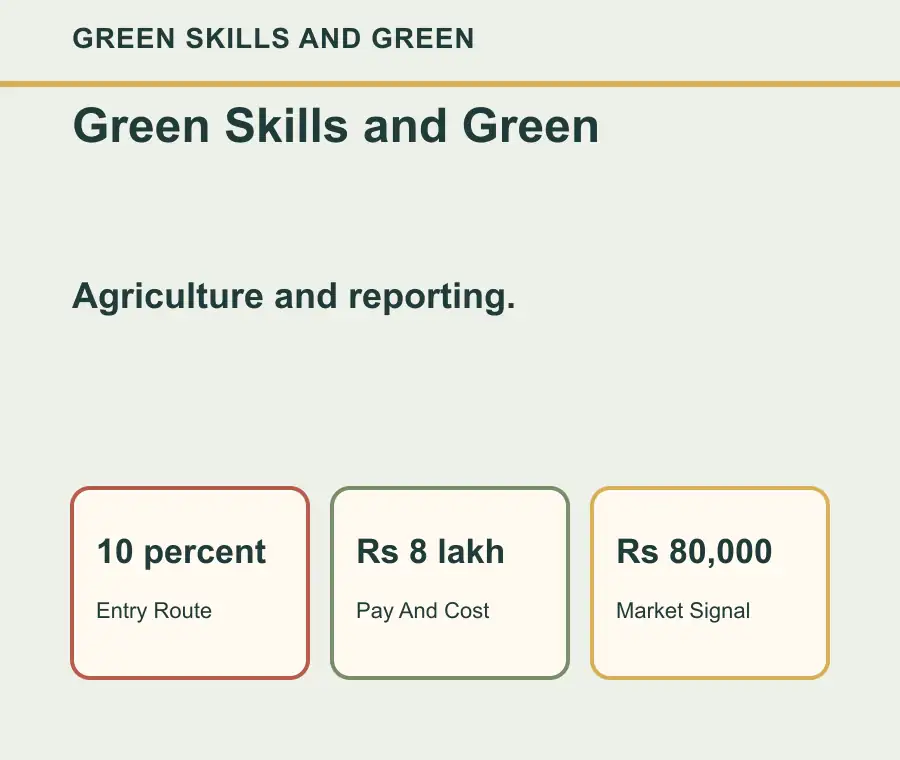 GREEN SKILLS AND GREEN
Green Skills and Green
Agriculture and reporting.
10 percent
Entry Route
Rs 8 lakh
Pay And Cost
Rs 80,000
Market Signal